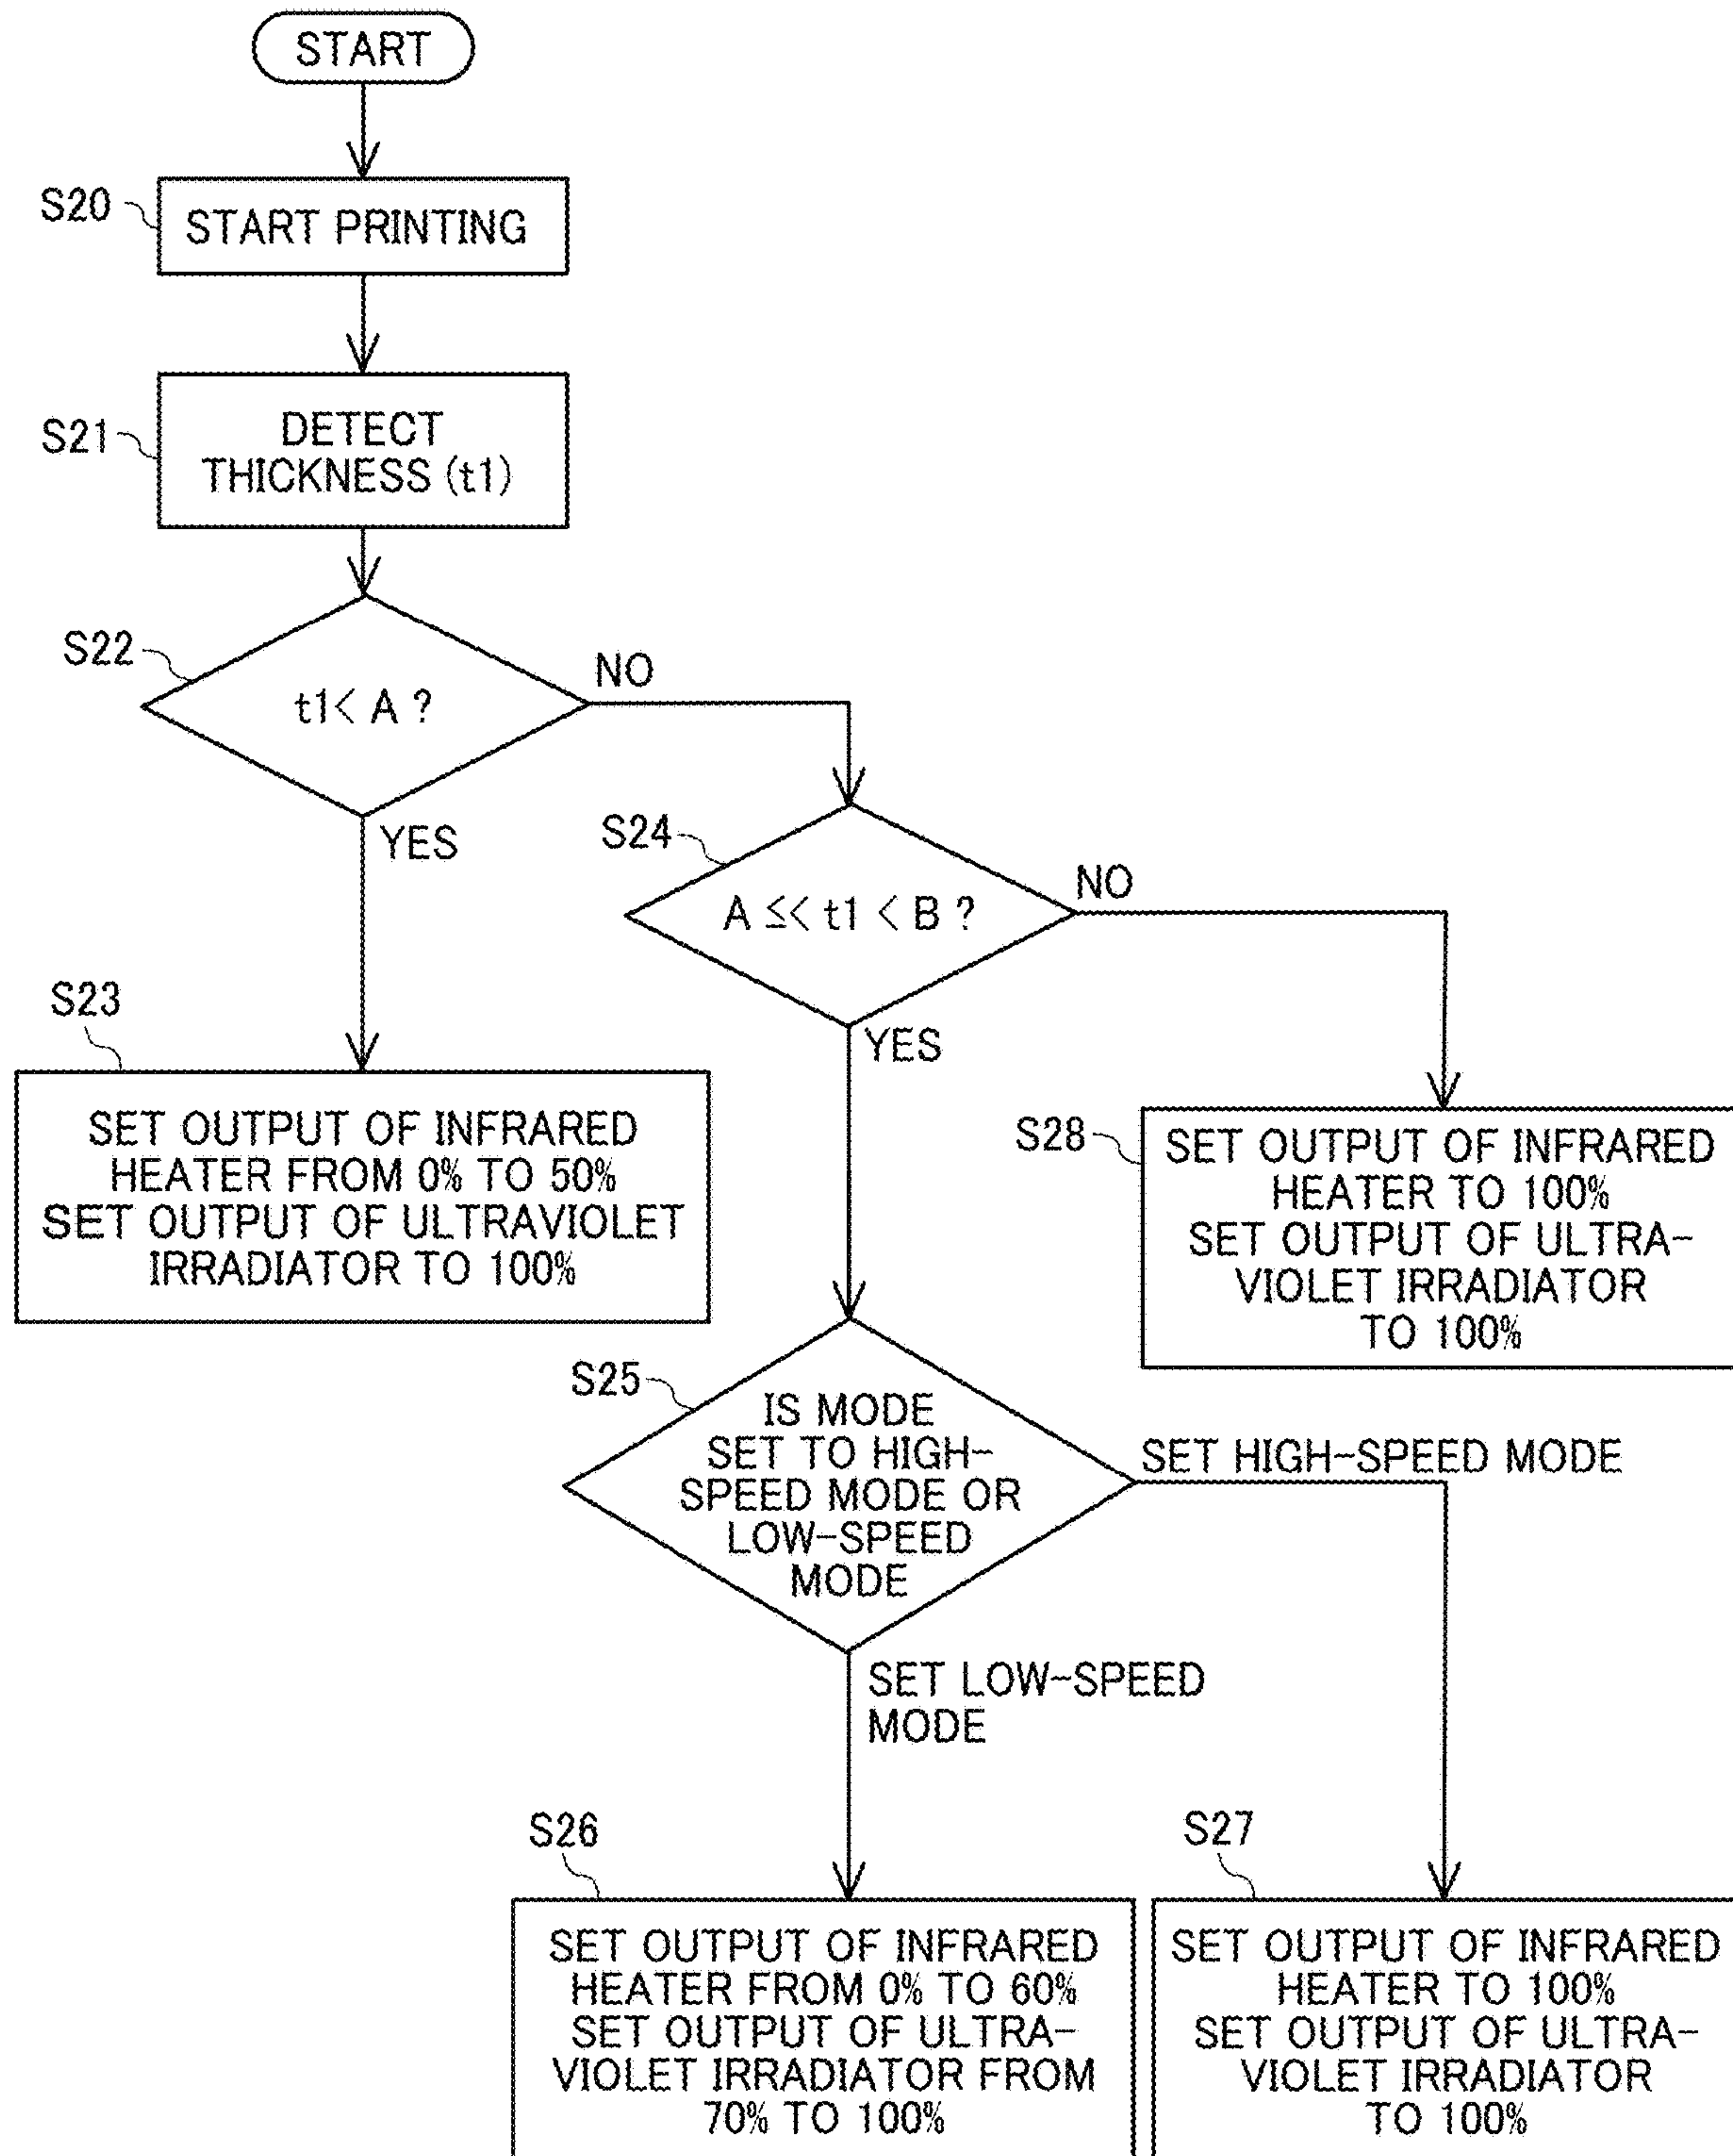 START
S20
START PRINTING
S21
DETECT
THICKNESS (t1)
S22
t1< A ?
NO
YES
S24
A ≤< t1 < B ?
NO
YES
S23
SET OUTPUT OF INFRARED
HEATER FROM 0% TO 50%
SET OUTPUT OF ULTRAVIOLET
IRRADIATOR TO 100%
S28
SET OUTPUT OF INFRARED
HEATER TO 100%
SET OUTPUT OF ULTRA-
VIOLET IRRADIATOR
TO 100%
S25
IS MODE
SET TO HIGH-
SPEED MODE OR
LOW-SPEED
MODE
SET HIGH-SPEED MODE
SET LOW-SPEED
MODE
S26
SET OUTPUT OF INFRARED
HEATER FROM 0% TO 60%
SET OUTPUT OF ULTRA-
VIOLET IRRADIATOR FROM
70% TO 100%
S27
SET OUTPUT OF INFRARED
HEATER TO 100%
SET OUTPUT OF ULTRA-
VIOLET IRRADIATOR
TO 100%